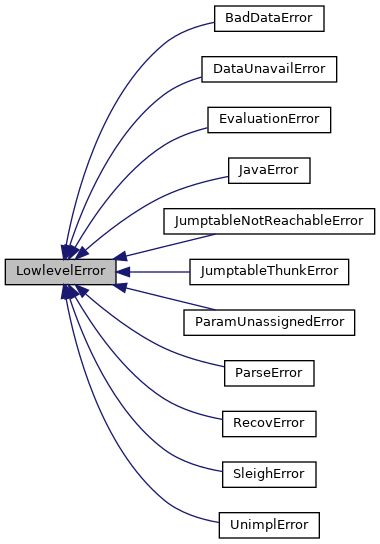 BadDataError
DataUnavailError
EvaluationError
JavaError
JumptableNotReachableError
LowlevelError
JumptableThunkError
ParamUnassignedError
ParseError
RecovError
SleighError
UnimplError